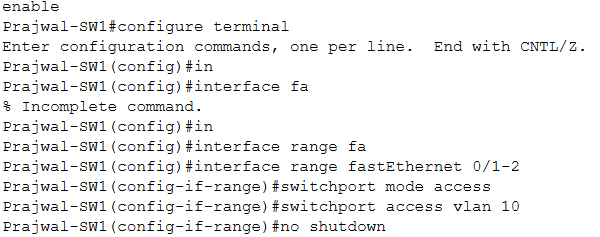 enable
Prajwal-SW1#configure terminal
Enter configuration commands, one per line.  End with CNTL/Z.
Prajwal-SW1(config)#in
Prajwal-SW1(config)#interface fa
% Incomplete command.
Prajwal-SW1(config)#in
Prajwal-SW1(config)#interface range fa
Prajwal-SW1(config)#interface range fastEthernet 0/1-2
Prajwal-SW1(config-if-range)#switchport mode access
Prajwal-SW1(config-if-range)#switchport access vlan 10
Prajwal-SW1(config-if-range)#no shutdown